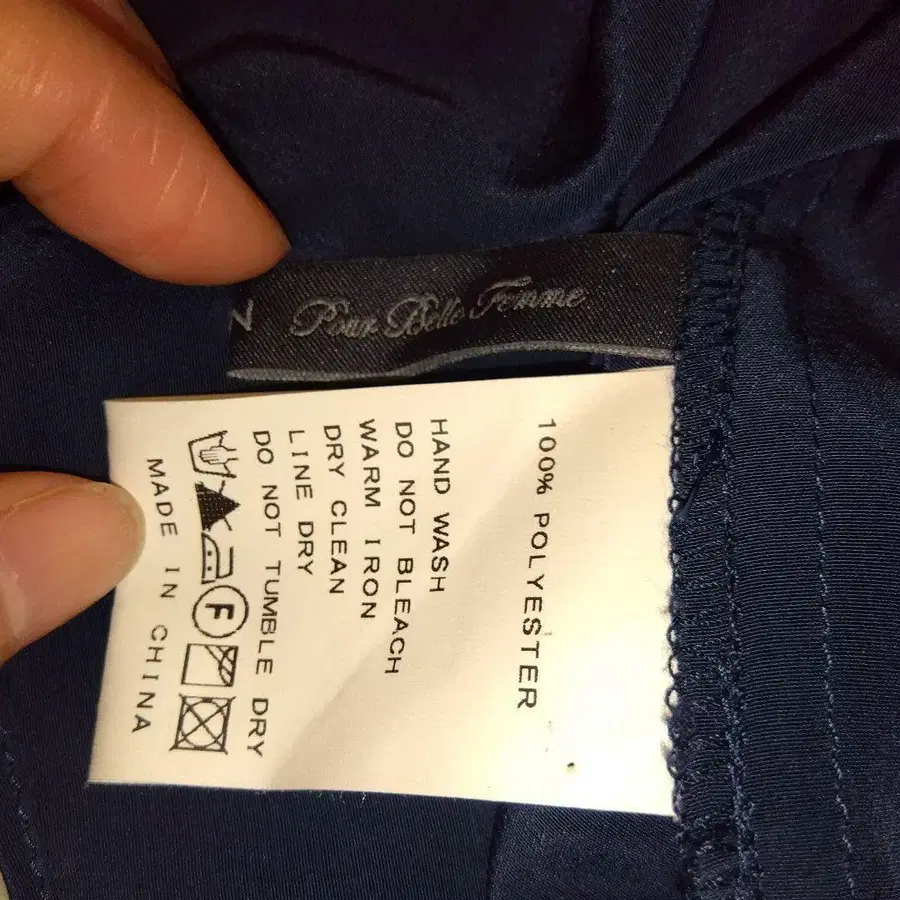 Pour Belle Femme
N
100% POLYESTER
HAND WASH
DO NOT BLEACH
WARM IRON
DRY CLEAN
LINE DRY
DO NOT TUMBLE DRY
F
MADE IN CHINA